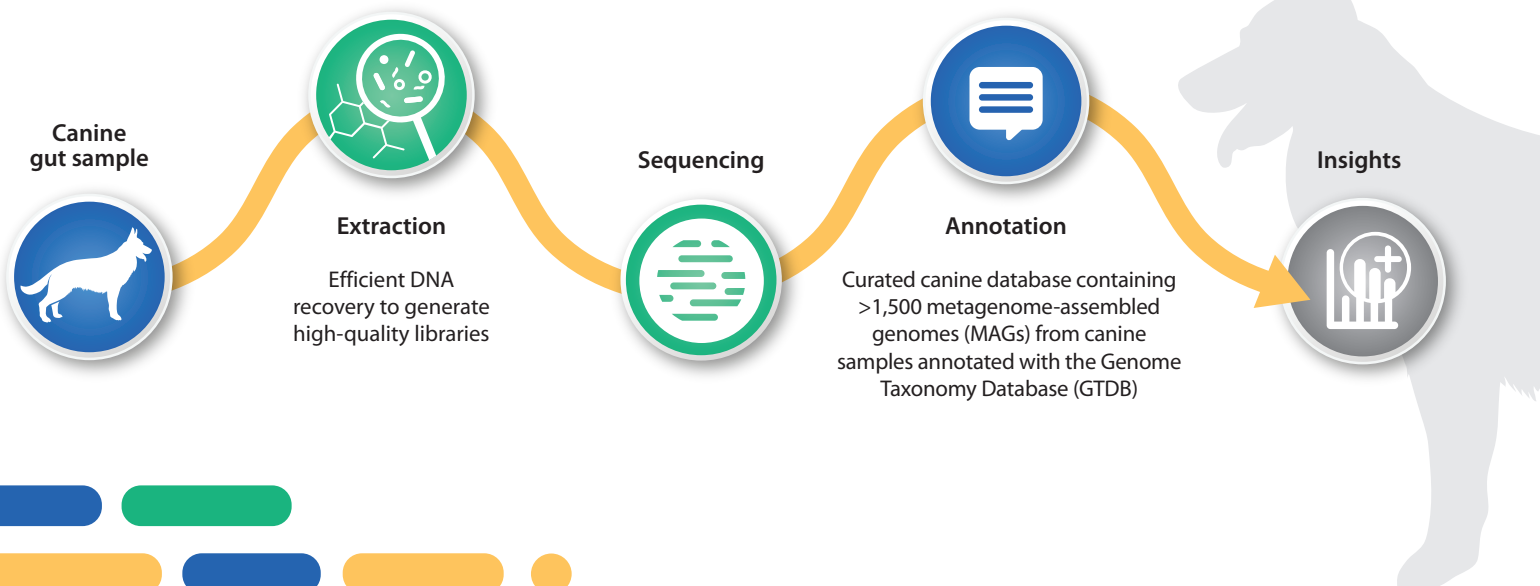 Canine
gut sample
Extraction
Efficient DNA
recovery to generate
high-quality libraries
Sequencing
Annotation
Curated canine database containing
>1,500 metagenome-assembled
genomes (MAGs) from canine
samples annotated with the Genome
Taxonomy Database (GTDB)
Insights